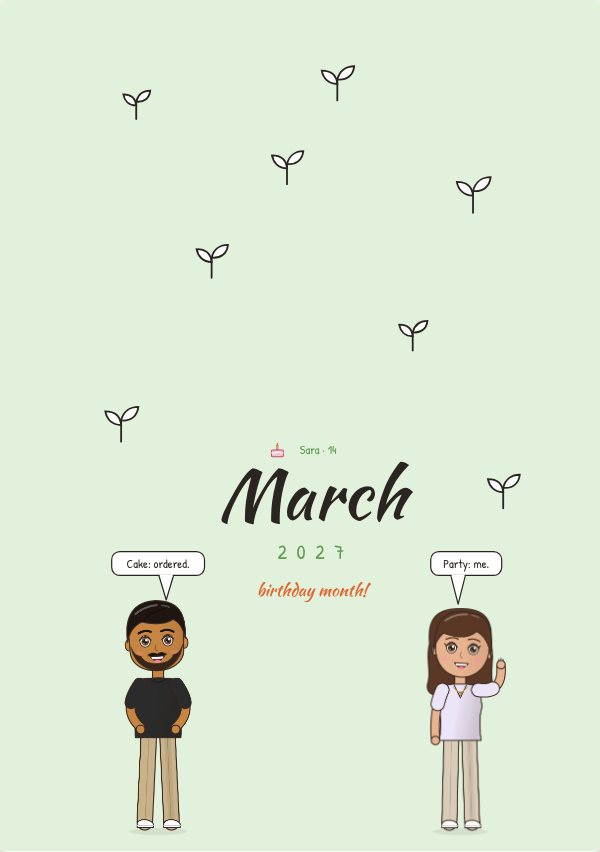 Sara · 14
March
2027
birthday month!
Cake: ordered.
Party: me.